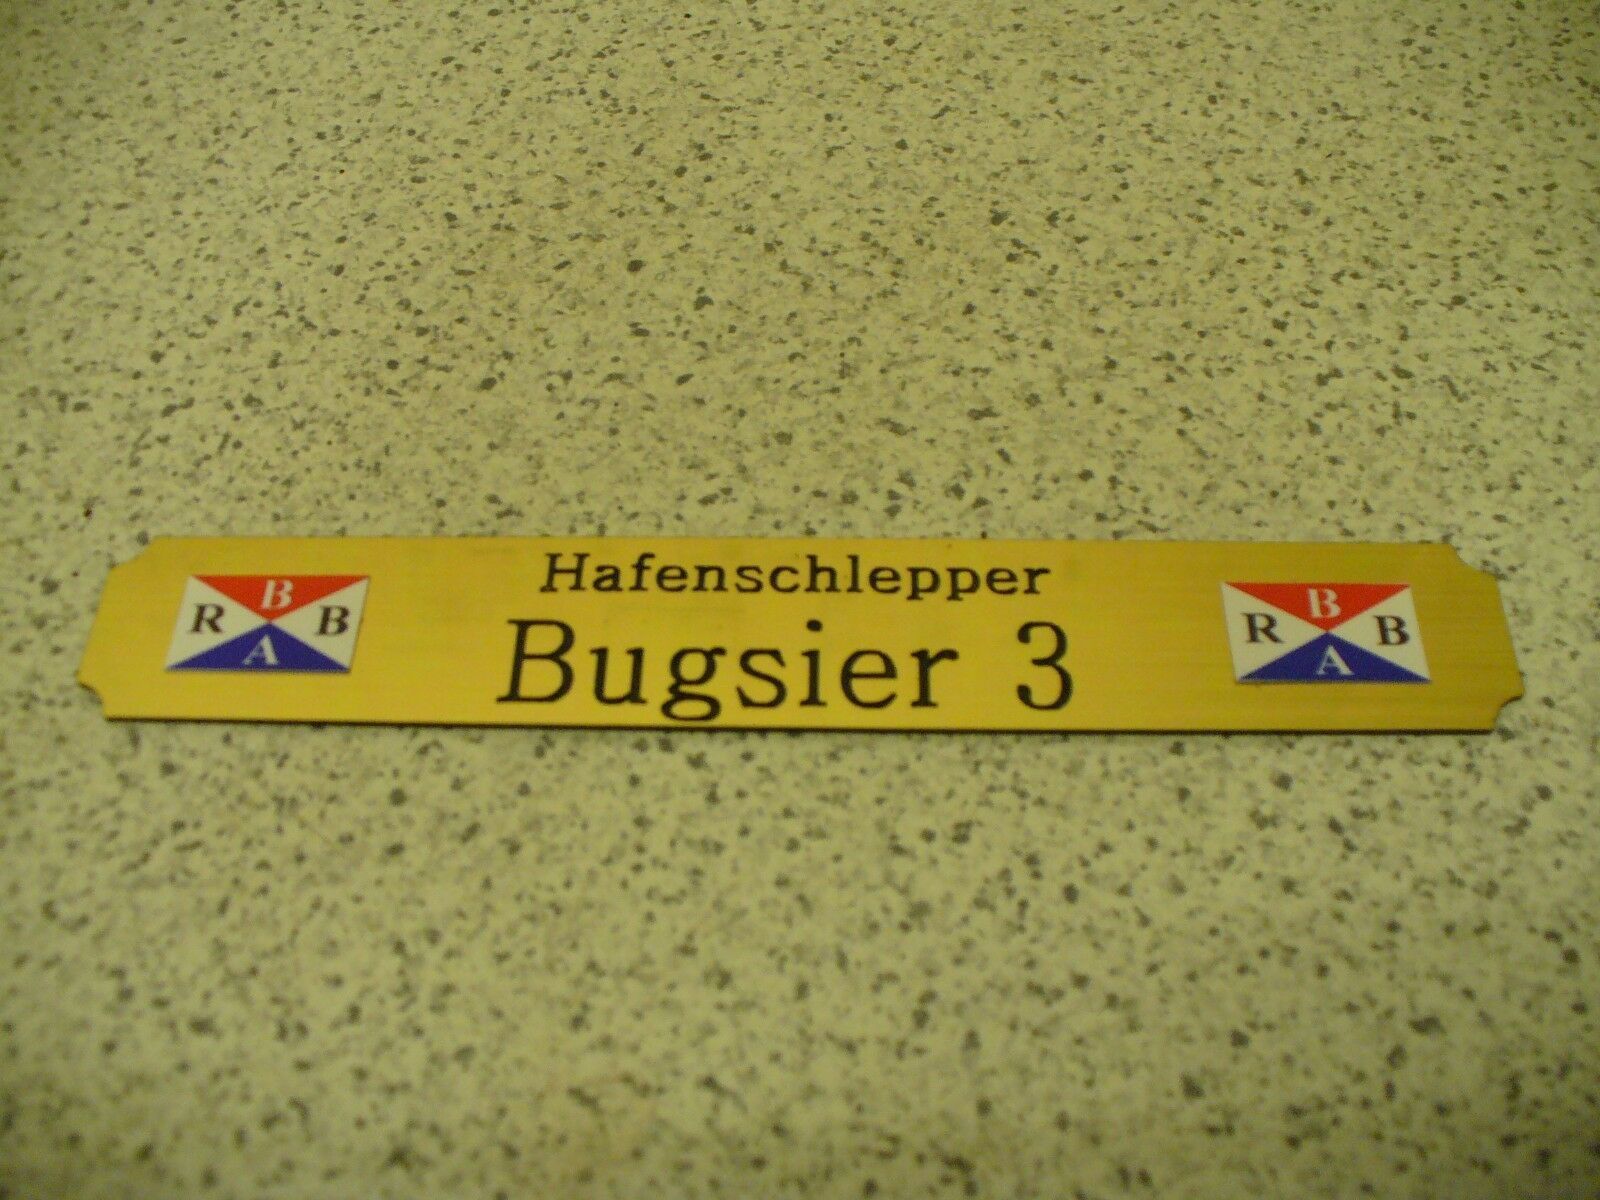 Hafenschlepper
Bugsier 3
B
R B
A
B
R B
A